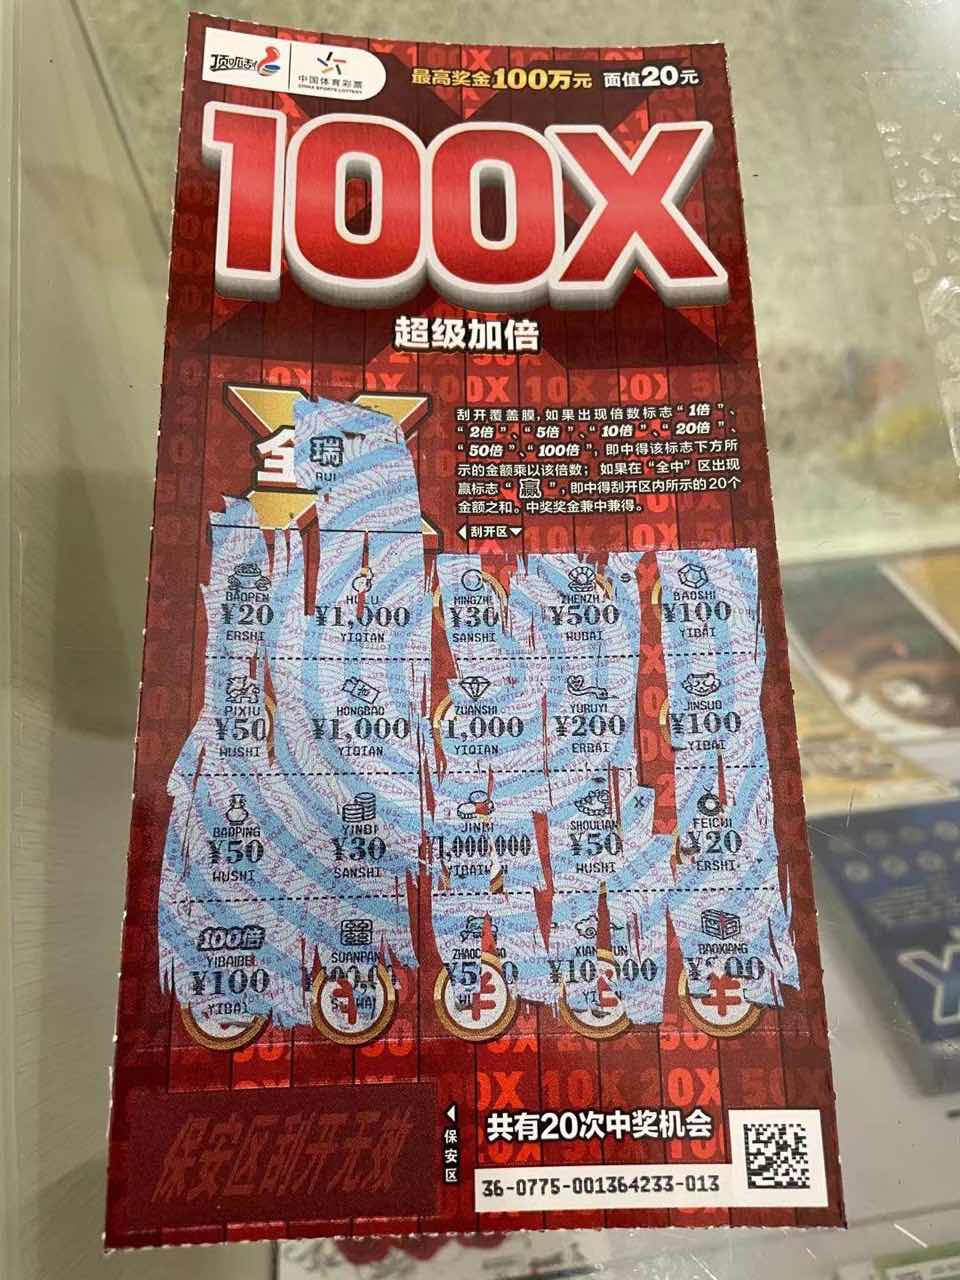 顶呱刮
中国体育彩票
CHINA SPORTS LOTTERY
最高奖金100万元 面值20元
100X
超级加倍
刮开覆盖膜，如果出现倍数标志“1倍”、
“2倍”、“5倍”、“10倍”、“20倍”、
“50倍”、“100倍”，即中得该标志下方所
示的金额乘以该倍数；如果在“全中”区出现
赢标志“赢”，即中得刮开区内所示的20个
金额之和。中奖奖金兼中兼得。
刮开区
全
瑞
RUI
BAOPEN HULU MINGZHU ZHENZHU BAOSHI
¥20 ¥1,000 ¥30 ¥500 ¥100
ERSHI YIQIAN SANSHI WUBAI YIBAI
PIXIU HONGBAO ZUANSHI YURUYI JINSUO
¥50 ¥1,000 1,000 ¥200 ¥100
WUSHI YIQIAN YIQIAN ERBAI YIBAI
BAOPING YINBI JINBI SHOULIAN FEICUI
¥50 ¥30 ¥1,000,000 ¥50 ¥20
WUSHI SANSHI YIBAIW WUSHI ERSHI
100倍
YIBAIBEI SUANPAN BAOXIANG
¥100
YIBAI
保安区刮开无效
保安区
共有20次中奖机会
36-0775-001364233-013